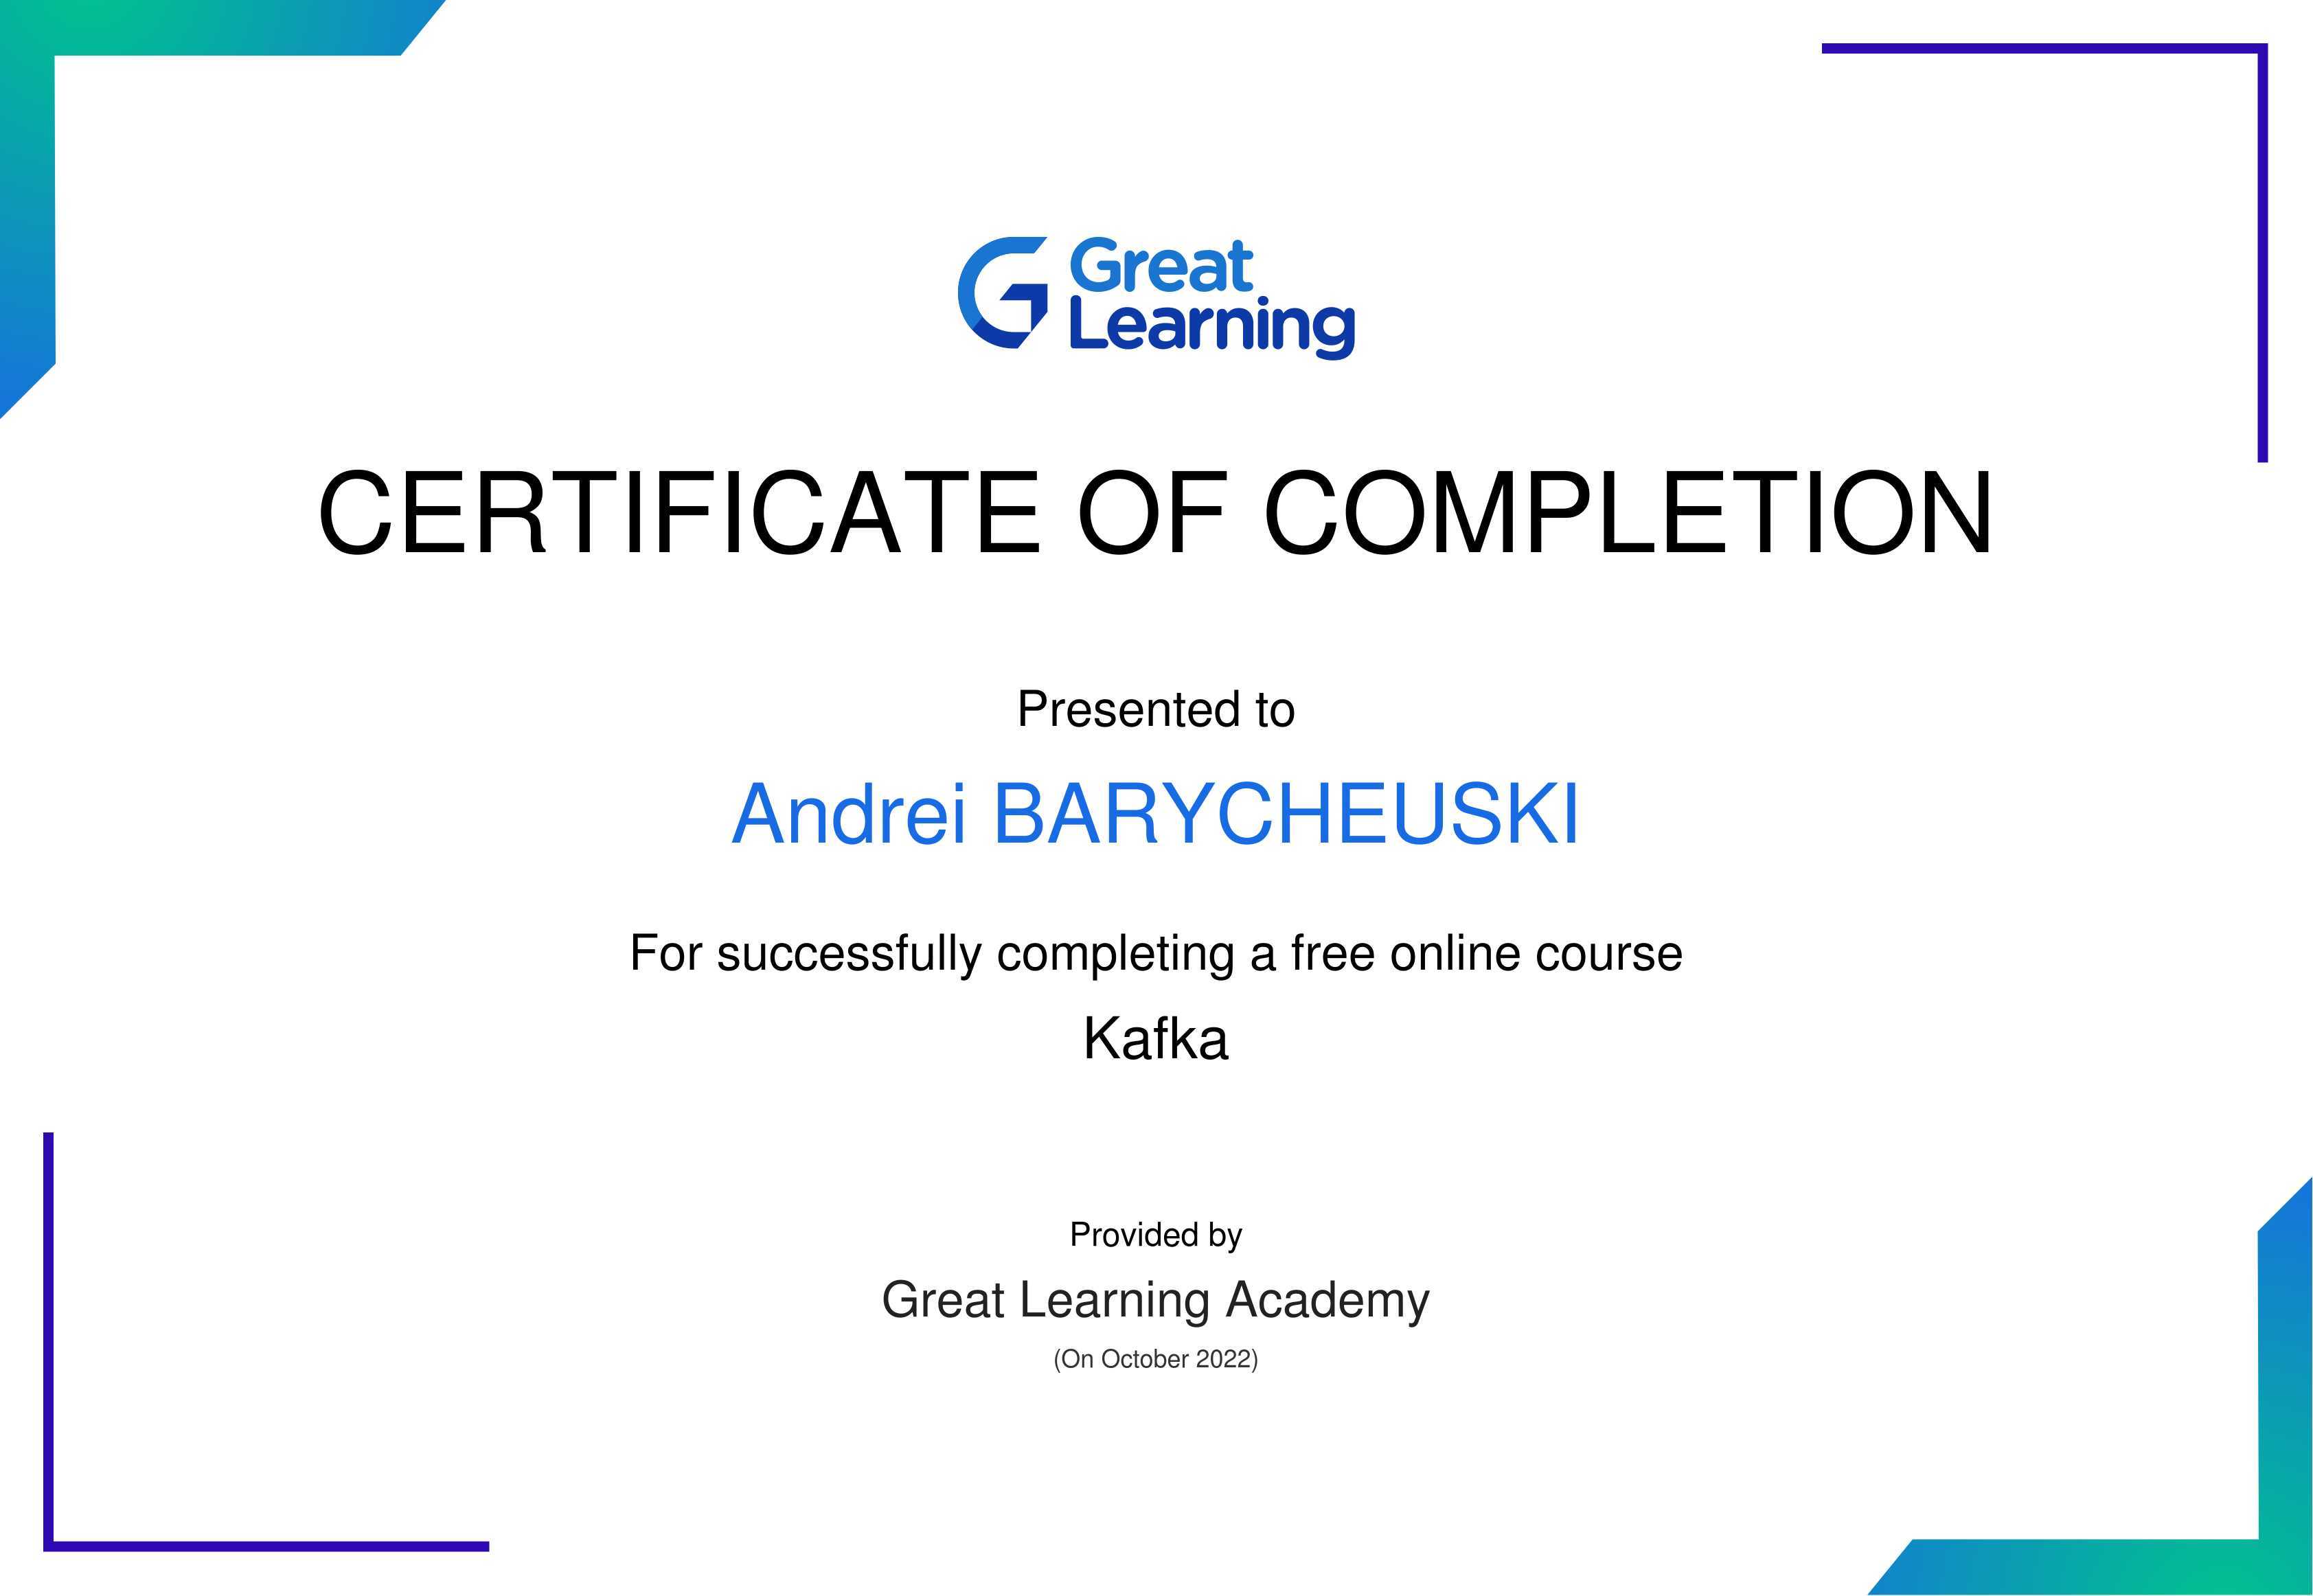 Great
Learning
CERTIFICATE OF COMPLETION
Presented to
Andrei BARYCHEUSKI
For successfully completing a free online course
Kafka
Provided by
Great Learning Academy
(On October 2022)